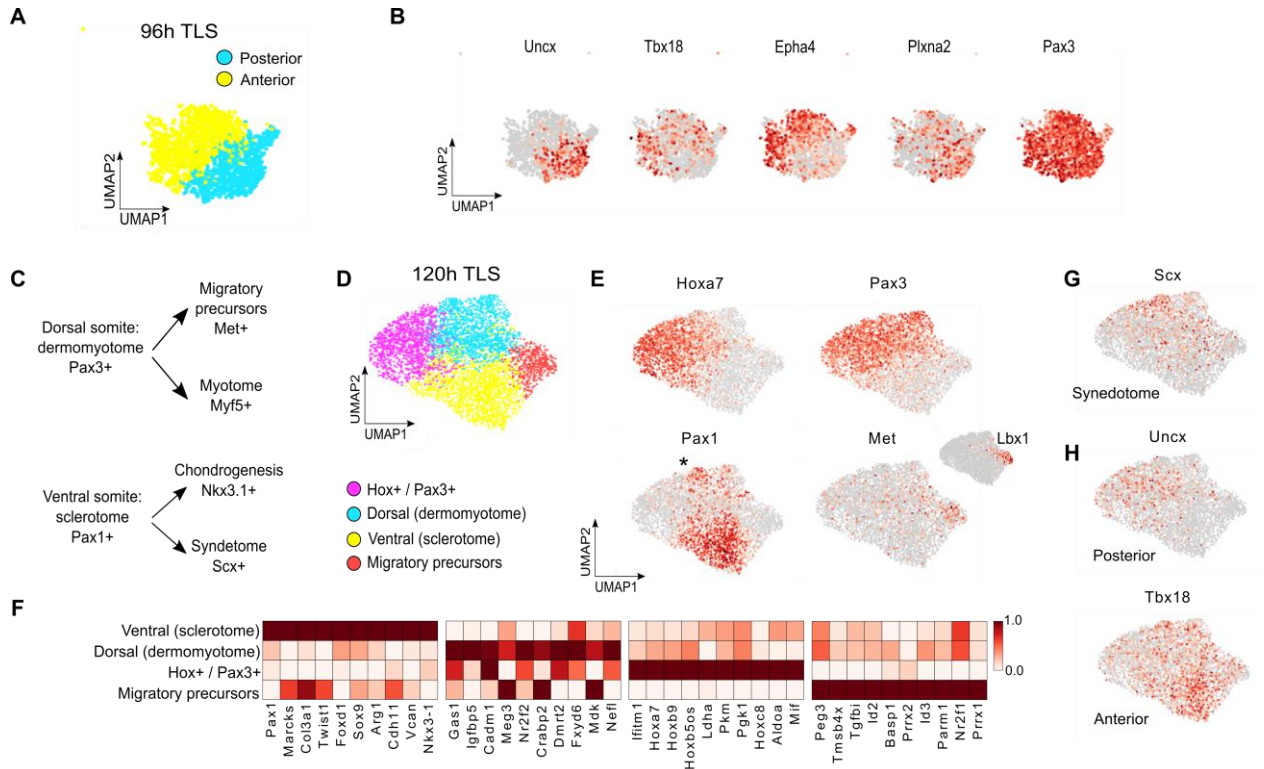 A
96h TLS
Posterior
Anterior
UMAP2
UMAP1
B
Uncx
Tbx18
Epha4
Plxna2
Pax3
UMAP2
UMAP1
C
Dorsal somite:
dermomyotome
Pax3+
Migratory
precursors
Met+
Myotome
Myf5+
Ventral somite:
sclerotome
Pax1+
Chondrogenesis
Nkx3.1+
Syndetome
Scx+
D
120h TLS
UMAP2
UMAP1
Hox+ / Pax3+
Dorsal (dermomyotome)
Ventral (sclerotome)
Migratory precursors
E
Hoxa7
Pax3
Pax1
*
Met
Lbx1
UMAP2
UMAP1
F
Ventral (sclerotome)
Dorsal (dermomyotome)
Hox+ / Pax3+
Migratory precursors
Pax1
Marcks
Col3a1
Twist1
Foxd1
Sox9
Arg1
Cdh11
Vcan
Nkx3-1
Gas1
Igfbp5
Cadm1
Meg3
Nr2f2
Crabp2
Dmrt2
Fxyd6
Mdk
Nefl
Ifitm1
Hoxa7
Hoxb9
Hoxb5os
Ldha
Pkm
Pgk1
Hoxc8
Aldoa
Mif
Peg3
Tmsb4x
Tgfbi
Id2
Basp1
Prrx2
Id3
Parm1
Nr2f1
Prrx1
1.0
0.0
G
Scx
Synedotome
H
Uncx
Posterior
Tbx18
Anterior